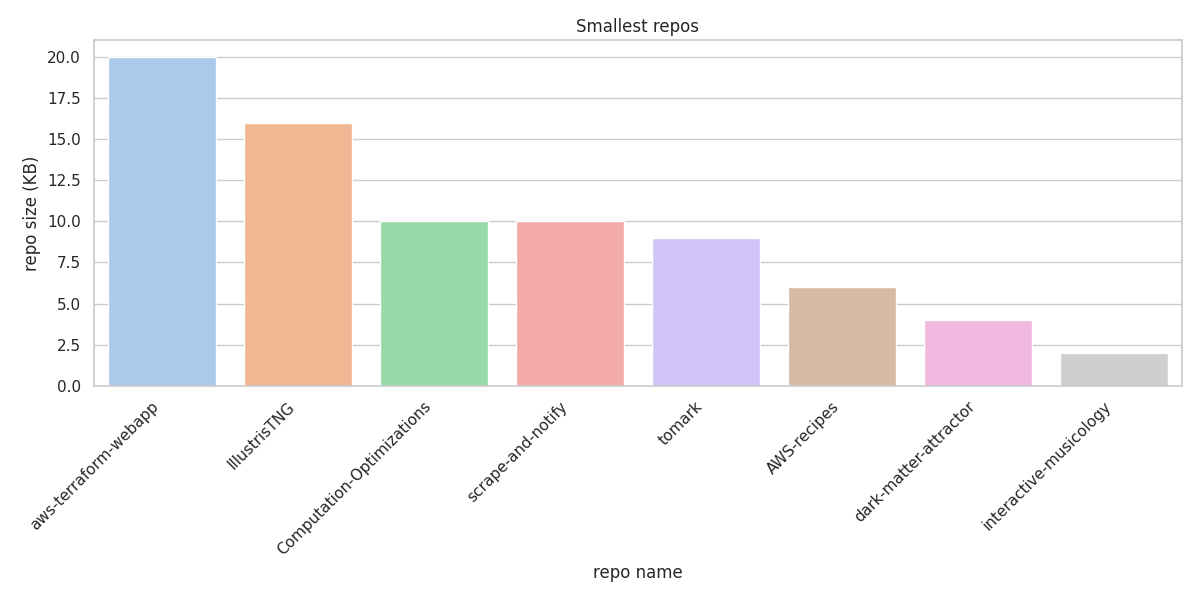 Smallest repos
repo size (KB)
20.0
17.5
15.0
12.5
10.0
7.5
5.0
2.5
0.0
aws-terraform-webapp
IllustrisTNG
Computation-Optimizations
scrape-and-notify
tomark
AWS-recipes
dark-matter-attractor
interactive-musicology
repo name